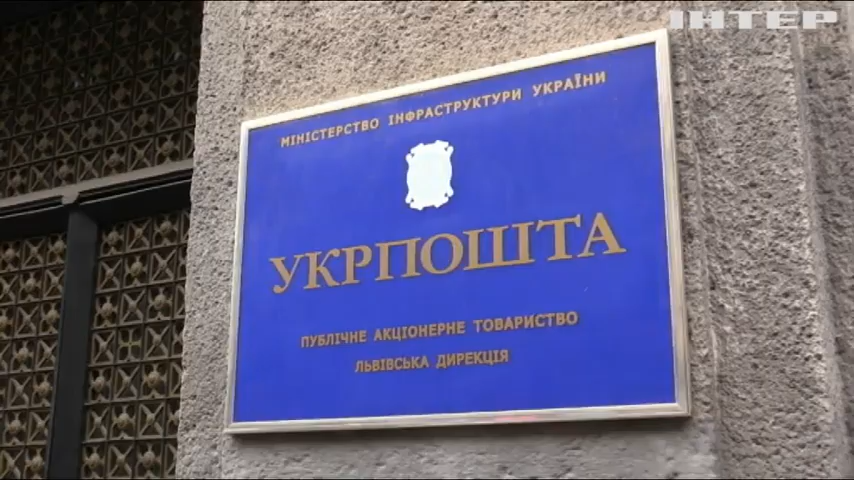 ІНТЕР
МІНІСТЕРСТВО ІНФРАСТРУКТУРИ УКРАЇНИ
УКРПОШТА
ПУБЛІЧНЕ АКЦІОНЕРНЕ ТОВАРИСТВО
ЛЬВІВСЬКА ДИРЕКЦІЯ